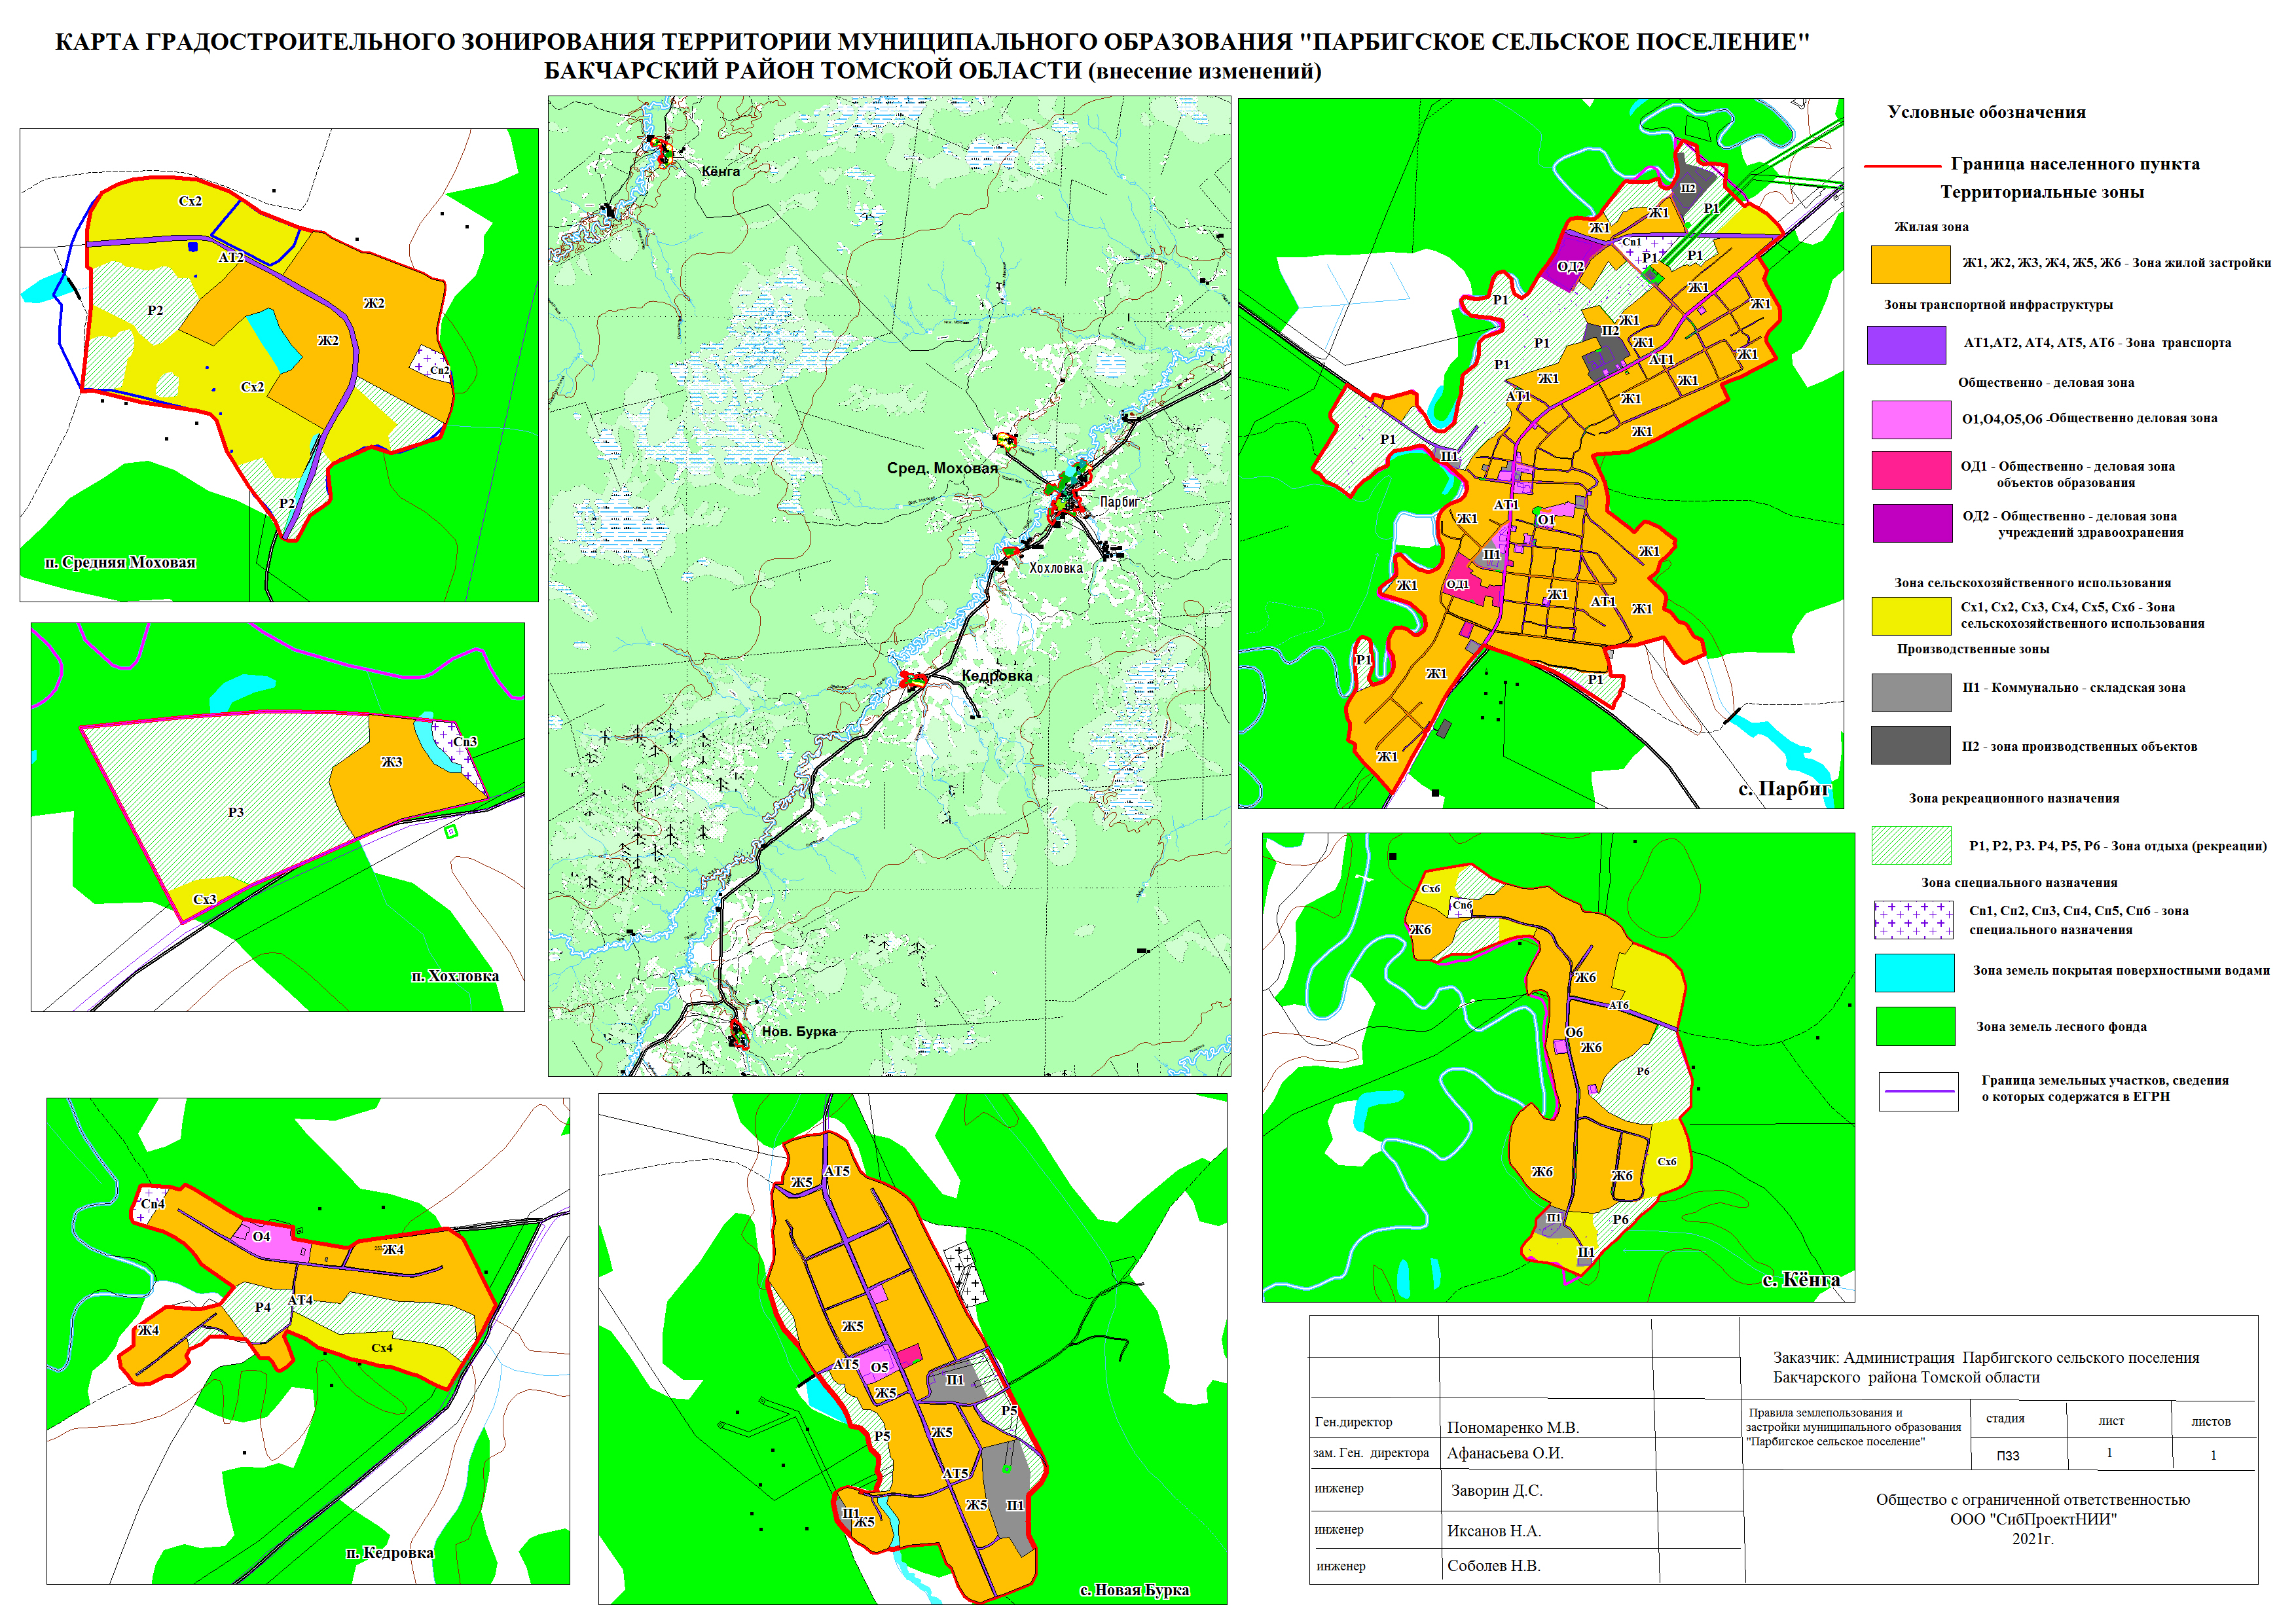 КАРТА ГРАДОСТРОИТЕЛЬНОГО ЗОНИРОВАНИЯ ТЕРРИТОРИИ МУНИЦИПАЛЬНОГО ОБРАЗОВАНИЯ "ПАРБИГСКОЕ СЕЛЬСКОЕ ПОСЕЛЕНИЕ"
БАКЧАРСКИЙ РАЙОН ТОМСКОЙ ОБЛАСТИ (внесение изменений)
Сх2
АТ2
Р2
Ж2
Ж2
Сп2
Сх2
Р2
п. Средняя Моховая
Сп3
Ж3
Р3
Сх3
п. Хохловка
Сп4
О4
Ж4
Р4
АТ4
Ж4
Сх4
п. Кедровка
Кёнга
Сред. Моховая
Парбиг
Хохловка
Кедровка
Нов. Бурка
АТ5
Ж5
Ж5
АТ5
О5
Ж5
П1
Р5
Ж5
Р5
АТ5
Ж5
П1
П1
Ж5
с. Новая Бурка
П2
Р1
Ж1
Ж1
Сп1
Р1
Р1
ОД2
Ж1
Ж1
Р1
Ж1
П2
Р1
Ж1
Ж1
АТ1
Р1
Ж1
Ж1
АТ1
Ж1
Ж1
Р1
П1
АТ1
Ж1
О1
П1
Ж1
ОД1
Ж1
Ж1
АТ1
Ж1
Р1
Ж1
Р1
Ж1
с. Парбиг
Сх6
Сп6
Ж6
Ж6
АТ6
О6
Ж6
Р6
Ж6
Ж6
Сх6
П1
Р6
П1
с. Кёнга
Условные обозначения
Граница населенного пункта
Территориальные зоны
Жилая зона
Ж1, Ж2, Ж3, Ж4, Ж5, Ж6 - Зона жилой застройки
Зоны транспортной инфраструктуры
АТ1,АТ2, АТ4, АТ5, АТ6 - Зона транспорта
Общественно - деловая зона
О1,О4,О5,О6 -Общественно деловая зона
ОД1 - Общественно - деловая зона
объектов образования
ОД2 - Общественно - деловая зона
учреждений здравоохранения
Зона сельскохозяйственного использования
Сх1, Сх2, Сх3, Сх4, Сх5, Сх6 - Зона
сельскохозяйственного использования
Производственные зоны
П1 - Коммунально - складская зона
П2 - зона производственных объектов
Зона рекреационного назначения
Р1, Р2, Р3. Р4, Р5, Р6 - Зона отдыха (рекреации)
Зона специального назначения
Сп1, Сп2, Сп3, Сп4, Сп5, Сп6 - зона
специального назначения
Зона земель покрытая поверхностными водами
Зона земель лесного фонда
Граница земельных участков, сведения
о которых содержатся в ЕГРН
Заказчик: Администрация Парбигского сельского поселения
Бакчарского района Томской области
Ген.директор
Пономаренко М.В.
Правила землепользования и
застройки муниципального образования
"Парбигское сельское поселение"
стадия
лист
листов
зам. Ген. директора
Афанасьева О.И.
ПЗЗ
1
1
инженер
Заворин Д.С.
инженер
Иксанов Н.А.
инженер
Соболев Н.В.
Общество с ограниченной ответственностью
ООО "СибПроектНИИ"
2021г.